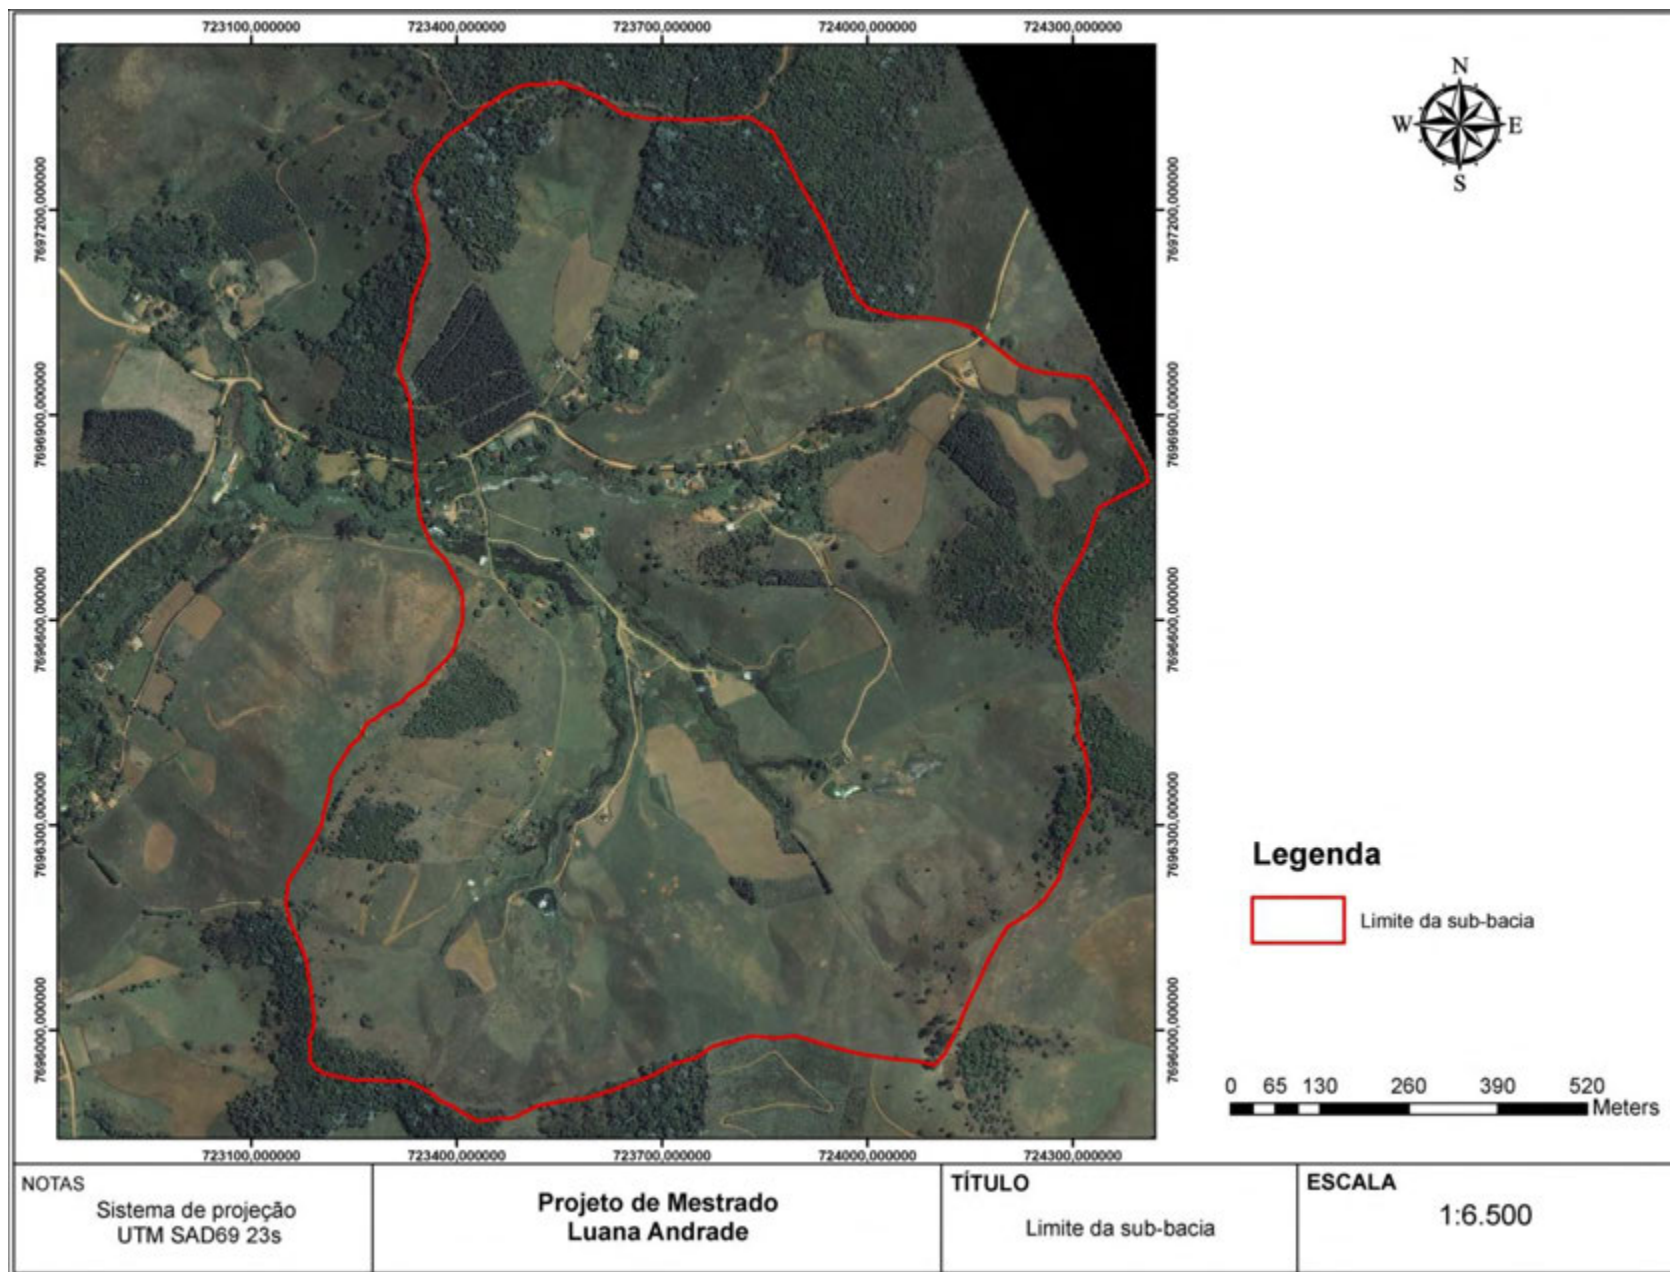 723100,000000 723400,000000 723700,000000 724000,000000 724300,000000
N
W E
S
7697200,000000
7697200,000000
7696900,000000
7696900,000000
7696600,000000
7696600,000000
7696300,000000
7696300,000000
7696000,000000
7696000,000000
Legenda
Limite da sub-bacia
0 65 130 260 390 520
Meters
723100,000000 723400,000000 723700,000000 724000,000000 724300,000000
NOTAS
Sistema de projeção
UTM SAD69 23s
Projeto de Mestrado
Luana Andrade
TÍTULO
Limite da sub-bacia
ESCALA
1:6.500